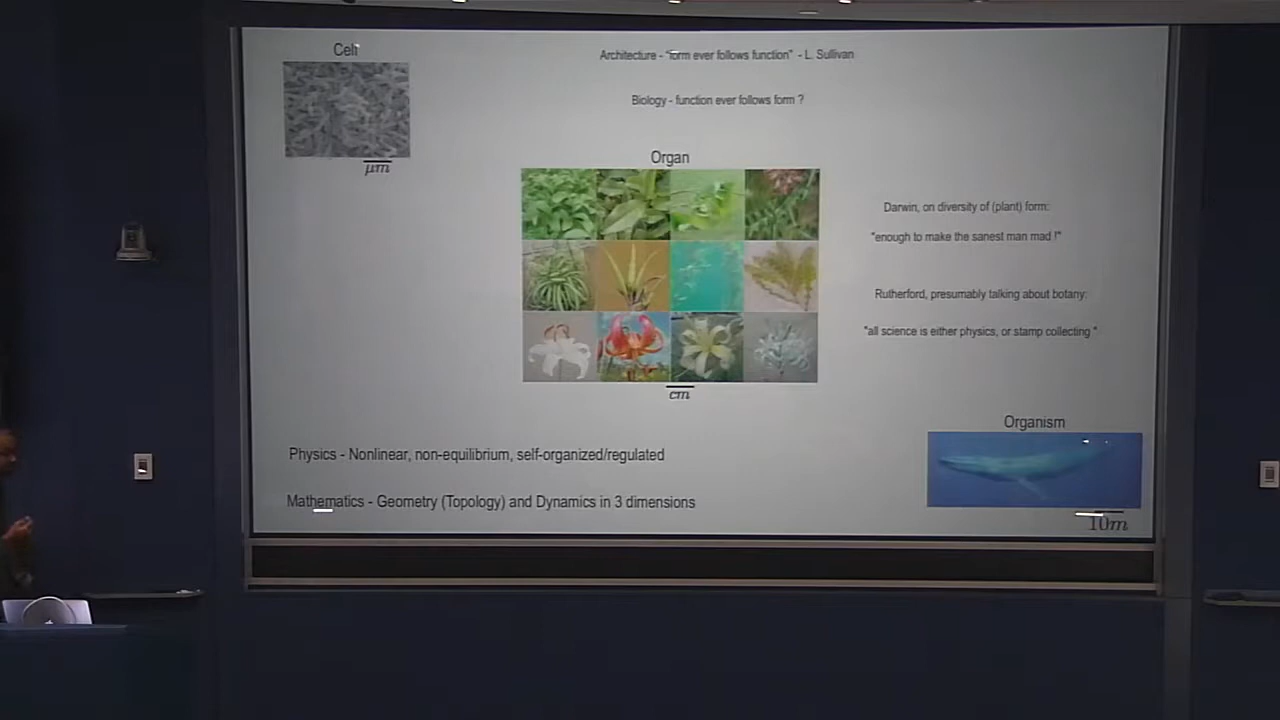 Cell
μm
Architecture - "form ever follows function" - L. Sullivan
Biology - function ever follows form ?
Organ
cm
Darwin, on diversity of (plant) form:
"enough to make the sanest man mad !"
Rutherford, presumably talking about botany:
"all science is either physics, or stamp collecting "
Organism
10m
Physics - Nonlinear, non-equilibrium, self-organized/regulated
Mathematics - Geometry (Topology) and Dynamics in 3 dimensions